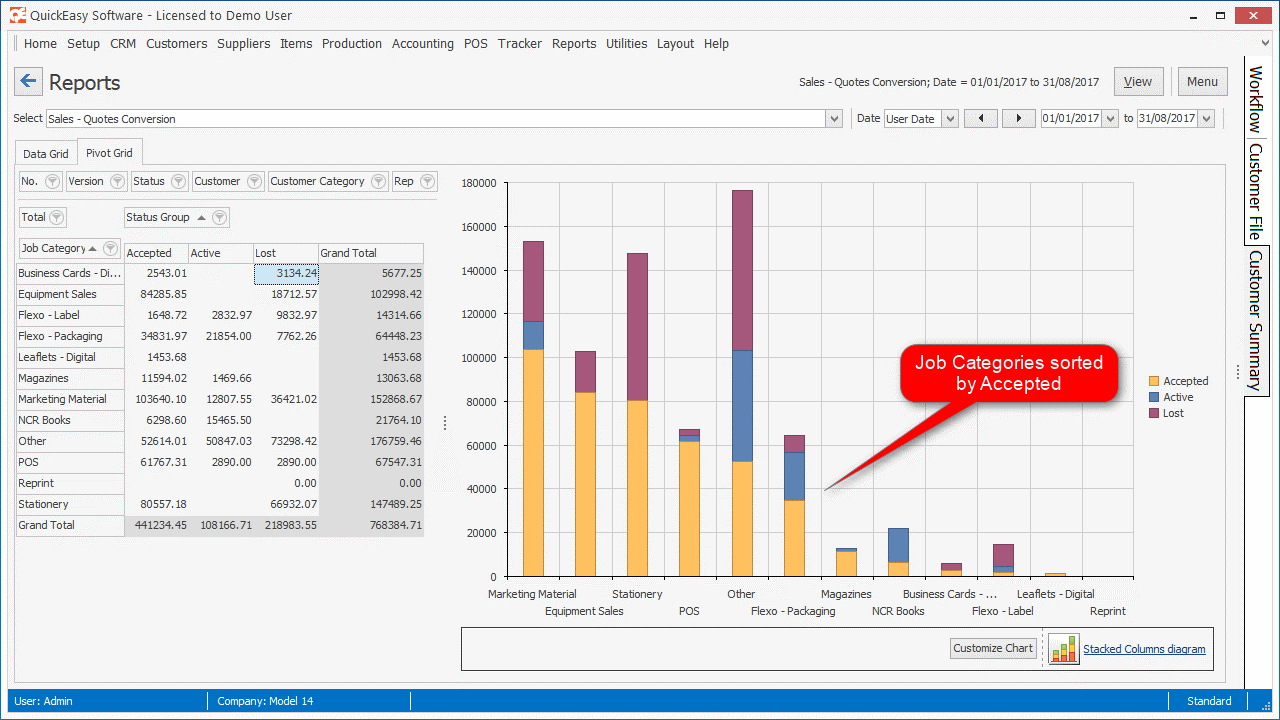 QuickEasy Software - Licensed to Demo User
Home Setup CRM Customers Suppliers Items Production Accounting POS Tracker Reports Utilities Layout Help
Reports
Sales - Quotes Conversion; Date = 01/01/2017 to 31/08/2017
View
Menu
Select Sales - Quotes Conversion
Date User Date 01/01/2017 to 31/08/2017
Data Grid Pivot Grid
No. Version Status Customer Customer Category Rep
Total Status Group
Job Category Accepted Active Lost Grand Total
Business Cards - Di... 2543.01 3134.24 5677.25
Equipment Sales 84285.85 18712.57 102998.42
Flexo - Label 1648.72 2832.97 9832.97 14314.66
Flexo - Packaging 34831.97 21854.00 7762.26 64448.23
Leaflets - Digital 1453.68 1453.68
Magazines 11594.02 1469.66 13063.68
Marketing Material 103640.10 12807.55 36421.02 152868.67
NCR Books 6298.60 15465.50 21764.10
Other 52614.01 50847.03 73298.42 176759.46
POS 61767.31 2890.00 2890.00 67547.31
Reprint 0.00 0.00
Stationery 80557.18 66932.07 147489.25
Grand Total 441234.45 108166.71 218983.55 768384.71
180000
160000
140000
120000
100000
80000
60000
40000
20000
0
Marketing Material Stationery Other Magazines Business Cards - ... Leaflets - Digital
Equipment Sales POS Flexo - Packaging NCR Books Flexo - Label Reprint
Job Categories sorted
by Accepted
Accepted
Active
Lost
Customize Chart
Stacked Columns diagram
Workflow
Customer File
Customer Summary
User: Admin Company: Model 14 Standard